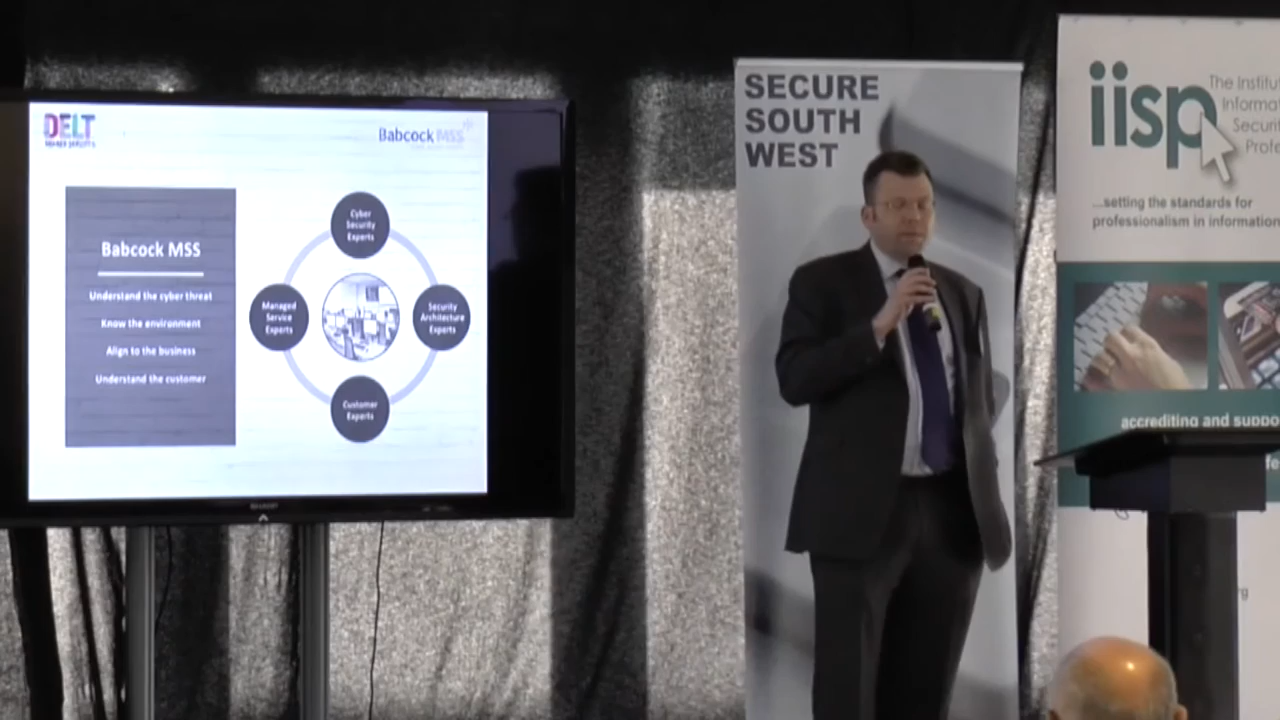 DELT
Babcock MSS
Babcock MSS
Understand the cyber threat
Know the environment
Align to the business
Understand the customer
Cyber
Security
Experts
Managed
Service
Experts
Security
Architecture
Experts
Customer
Experts
SHARP
SECURE
SOUTH
WEST
iisp
The Institu
Informa
Securi
Profe
...setting the standards for
professionalism in information
accrediting and suppo